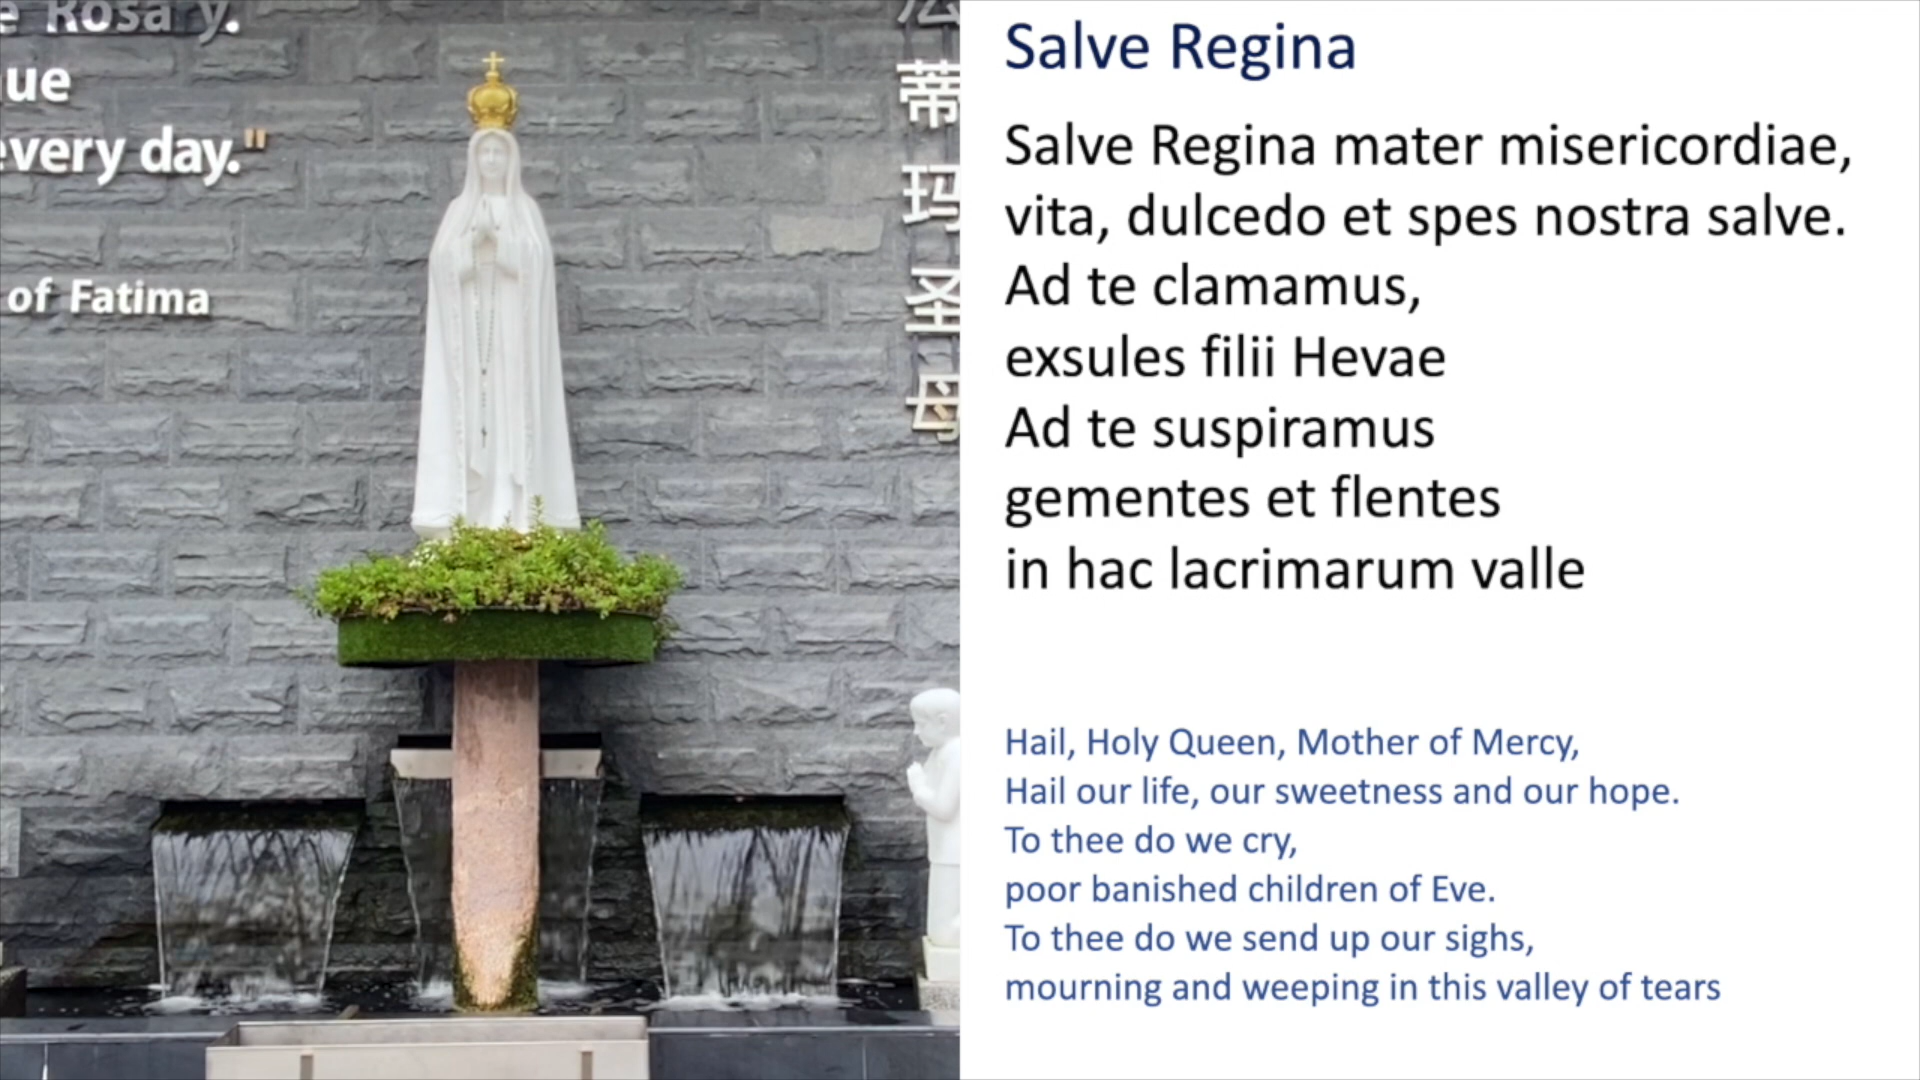 Rosary.
every day."
of Fatima
蒂
玛
圣
母
Salve Regina
Salve Regina mater misericordiae,
vita, dulcedo et spes nostra salve.
Ad te clamamus,
exsules filii Hevae
Ad te suspiramus
gementes et flentes
in hac lacrimarum valle
Hail, Holy Queen, Mother of Mercy,
Hail our life, our sweetness and our hope.
To thee do we cry,
poor banished children of Eve.
To thee do we send up our sighs,
mourning and weeping in this valley of tears